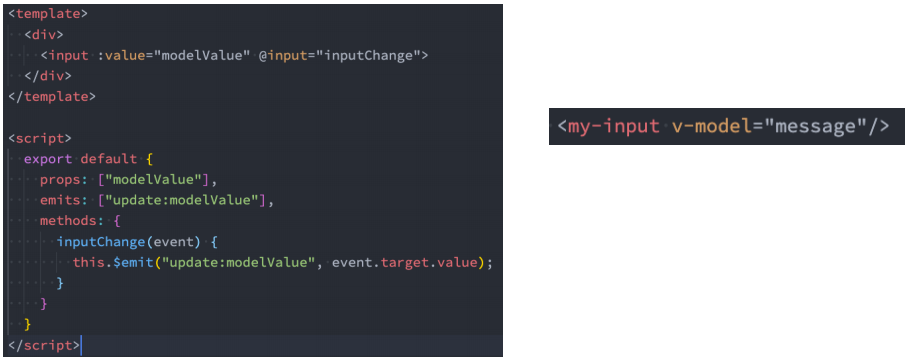 <template>
  <div>
    <input :value="modelValue" @input="inputChange">
  </div>
</template>

<script>
  export default {
    props: ["modelValue"],
    emits: ["update:modelValue"],
    methods: {
      inputChange(event) {
        this.$emit("update:modelValue", event.target.value);
      }
    }
  }
</script>
<my-input v-model="message"/>